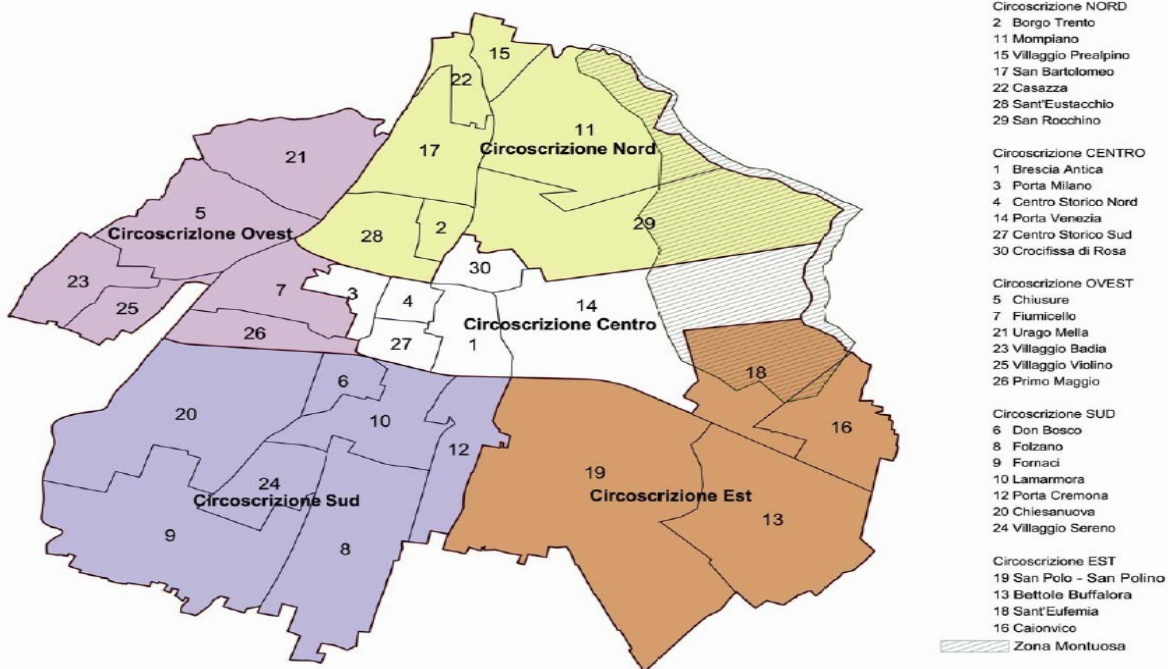 15
22
11
21
17
Circoscrizione Nord
5
Circoscrizione Ovest
28
2
29
23
30
7
3
25
4
14
Circoscrizione Centro
26
27
1
18
6
20
10
16
12
19
24
Circoscrizione Est
Circoscrizione Sud
13
9
8
Circoscrizione NORD
2 Borgo Trento
11 Mompiano
15 Villaggio Prealpino
17 San Bartolomeo
22 Casazza
28 Sant'Eustacchio
29 San Rocchino
Circoscrizione CENTRO
1 Brescia Antica
3 Porta Milano
4 Centro Storico Nord
14 Porta Venezia
27 Centro Storico Sud
30 Crocifissa di Rosa
Circoscrizione OVEST
5 Chiusure
7 Fiumicello
21 Urago Mella
23 Villaggio Badia
25 Villaggio Violino
26 Primo Maggio
Circoscrizione SUD
6 Don Bosco
8 Folzano
9 Fornaci
10 Lamarmora
12 Porta Cremona
20 Chiesanuova
24 Villaggio Sereno
Circoscrizione EST
19 San Polo - San Polino
13 Bettole Buffalora
18 Sant'Eufemia
16 Caionvico
Zona Montuosa